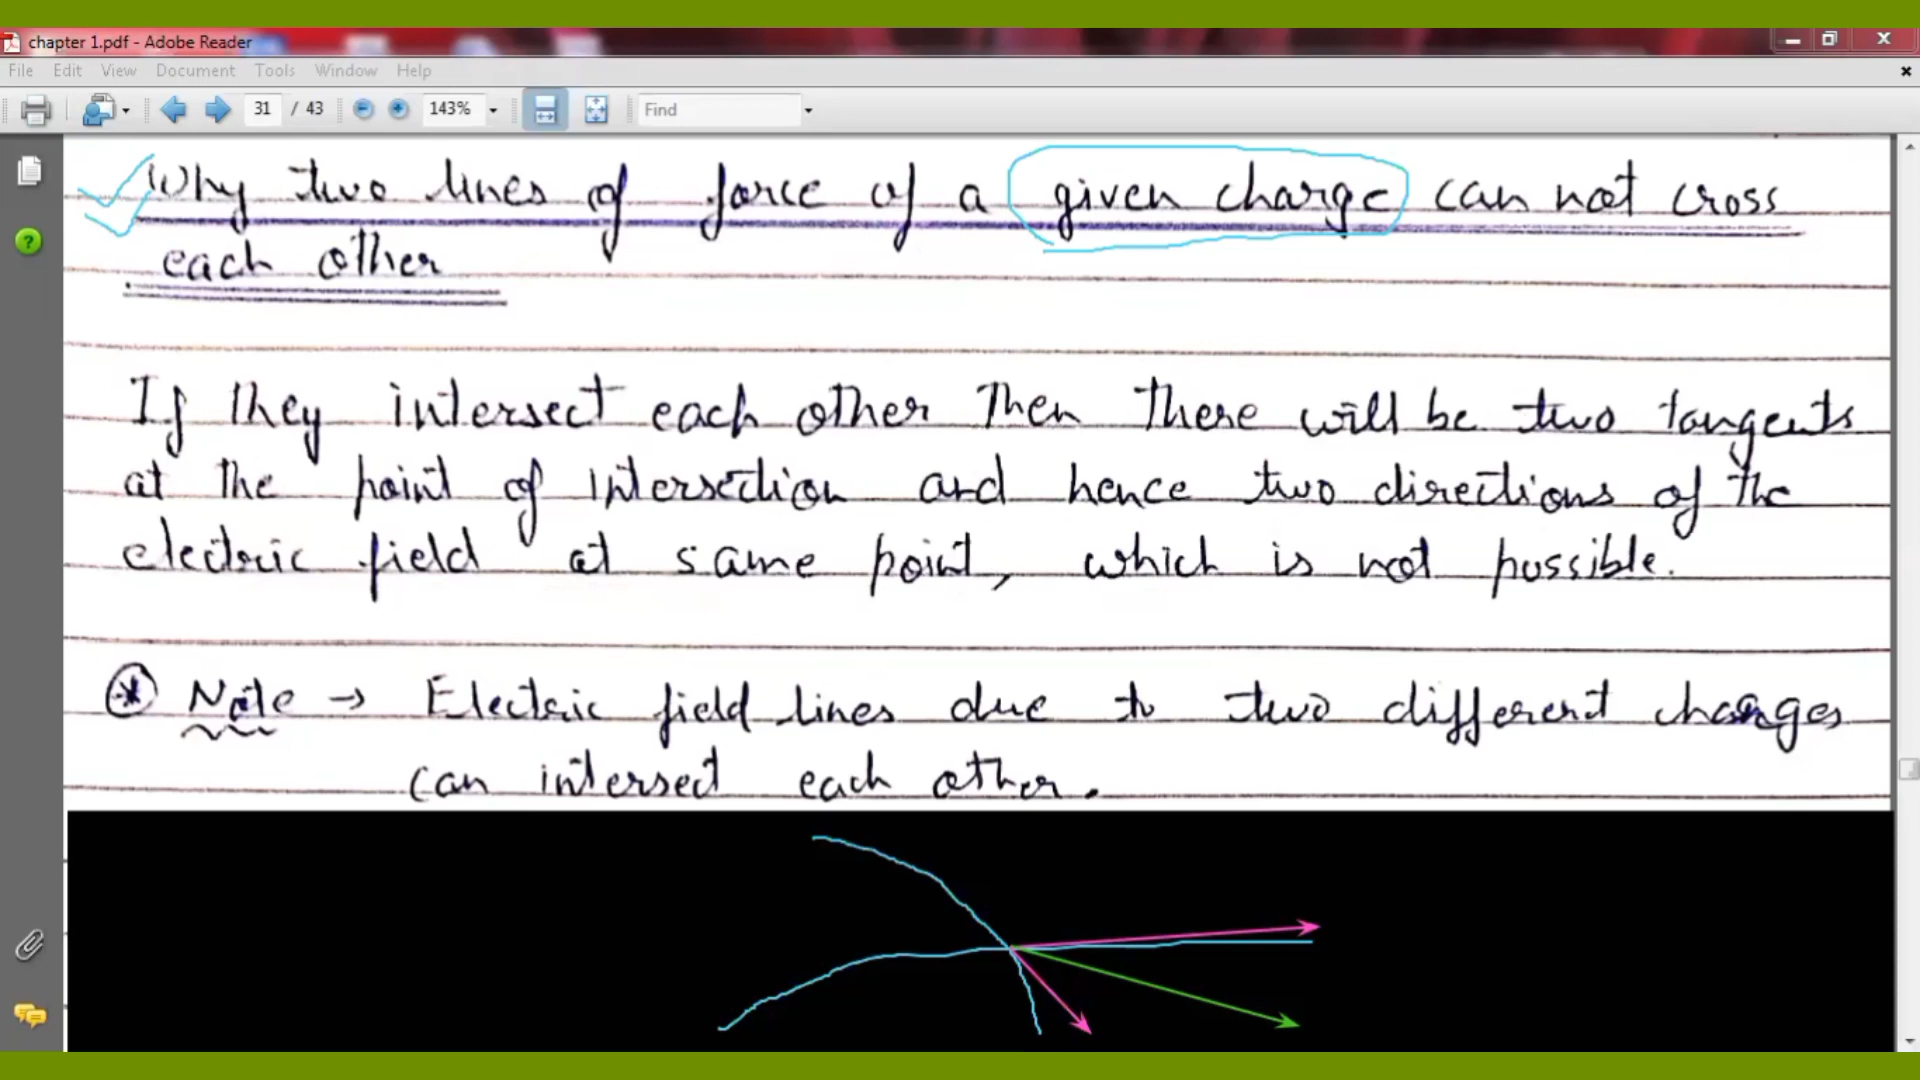 chapter 1.pdf - Adobe Reader
File Edit View Document Tools Window Help
31 / 43 143% Find
Why two lines of force of a given charge can not cross
each other
If they intersect each other then there will be two tangents
at the point of intersection and hence two directions of the
electric field at same point, which is not possible.
Note → Electric field lines due to two different charges
can intersect each other.